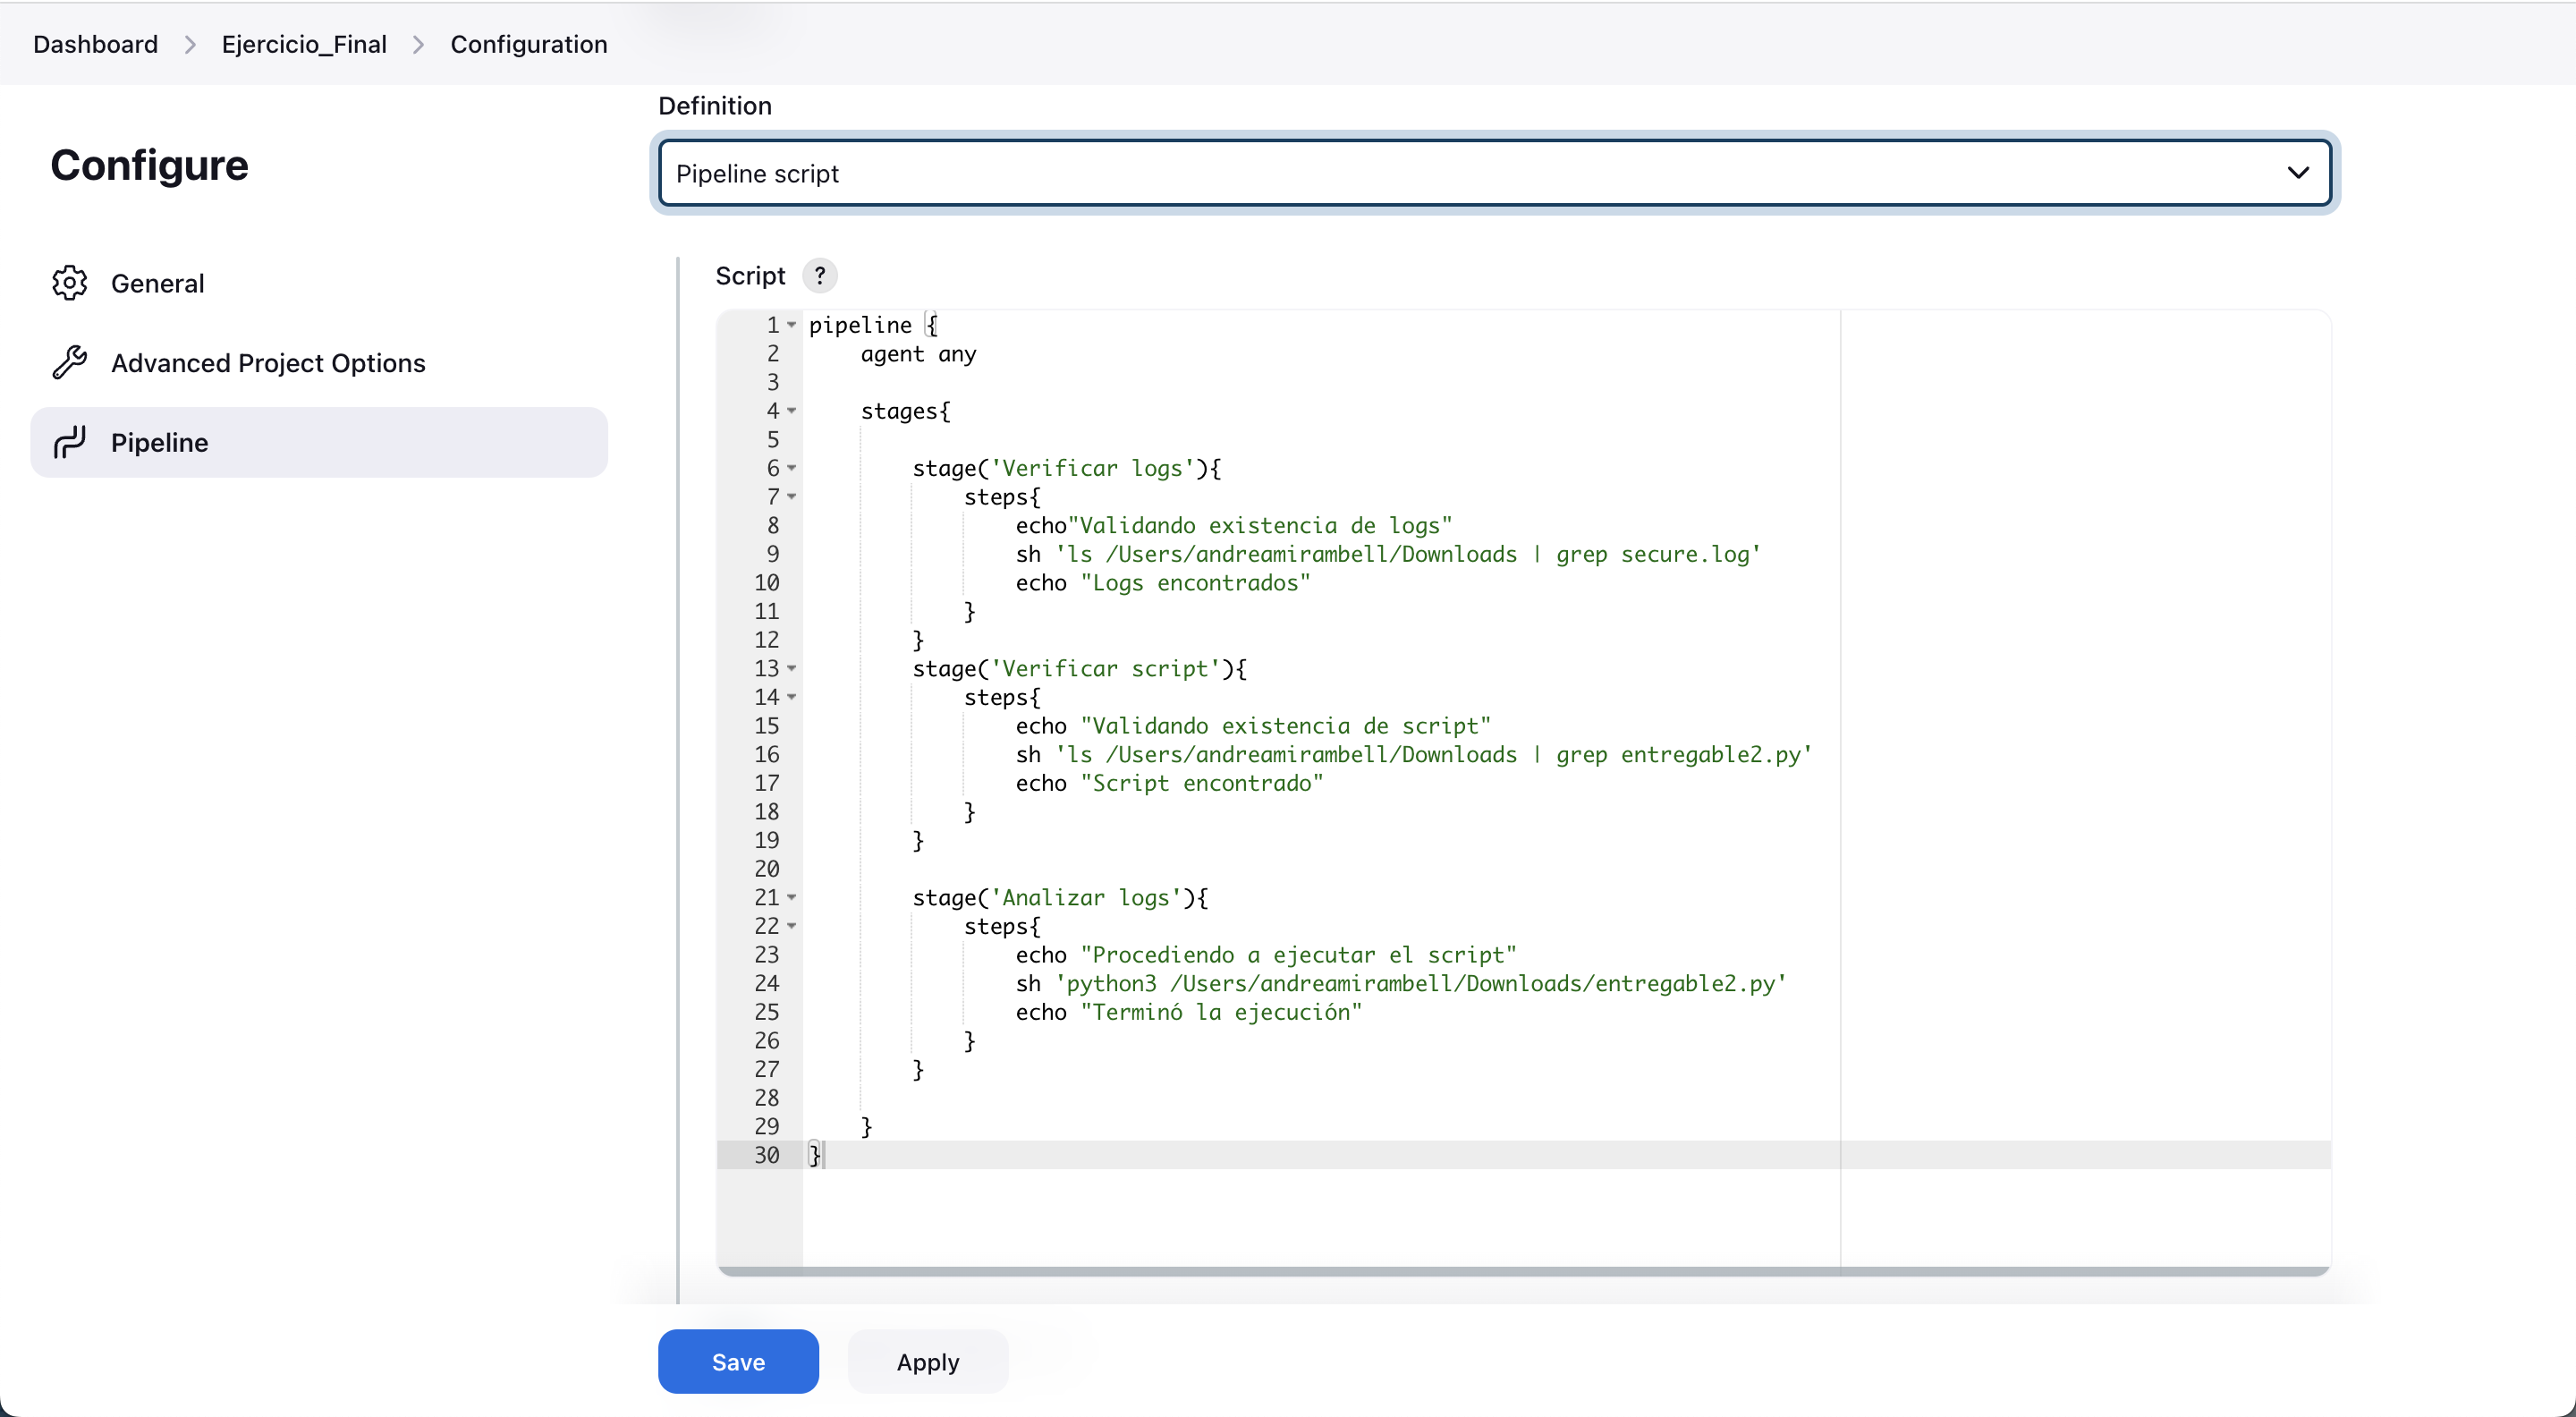 Dashboard > Ejercicio_Final > Configuration
Configure
General
Advanced Project Options
Pipeline
Definition
Pipeline script
Script ?
1 pipeline {
2     agent any
3
4     stages{
5
6         stage('Verificar logs'){
7             steps{
8                 echo"Validando existencia de logs"
9                 sh 'ls /Users/andreamirambell/Downloads | grep secure.log'
10                 echo "Logs encontrados"
11             }
12         }
13         stage('Verificar script'){
14             steps{
15                 echo "Validando existencia de script"
16                 sh 'ls /Users/andreamirambell/Downloads | grep entregable2.py'
17                 echo "Script encontrado"
18             }
19         }
20
21         stage('Analizar logs'){
22             steps{
23                 echo "Procediendo a ejecutar el script"
24                 sh 'python3 /Users/andreamirambell/Downloads/entregable2.py'
25                 echo "Terminó la ejecución"
26             }
27         }
28
29     }
30 }
Save
Apply